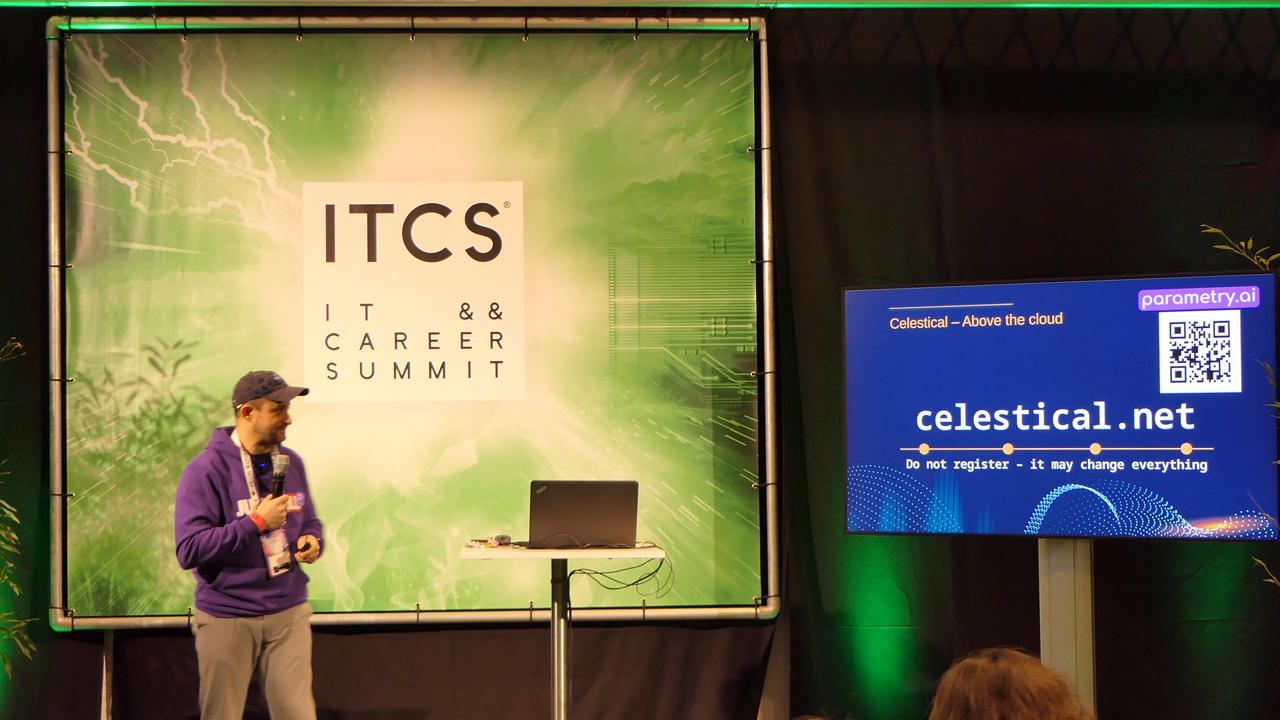 ITCS®
IT &&
CAREER
SUMMIT
parametry.ai
Celestical – Above the cloud
celestical.net
Do not register – it may change everything